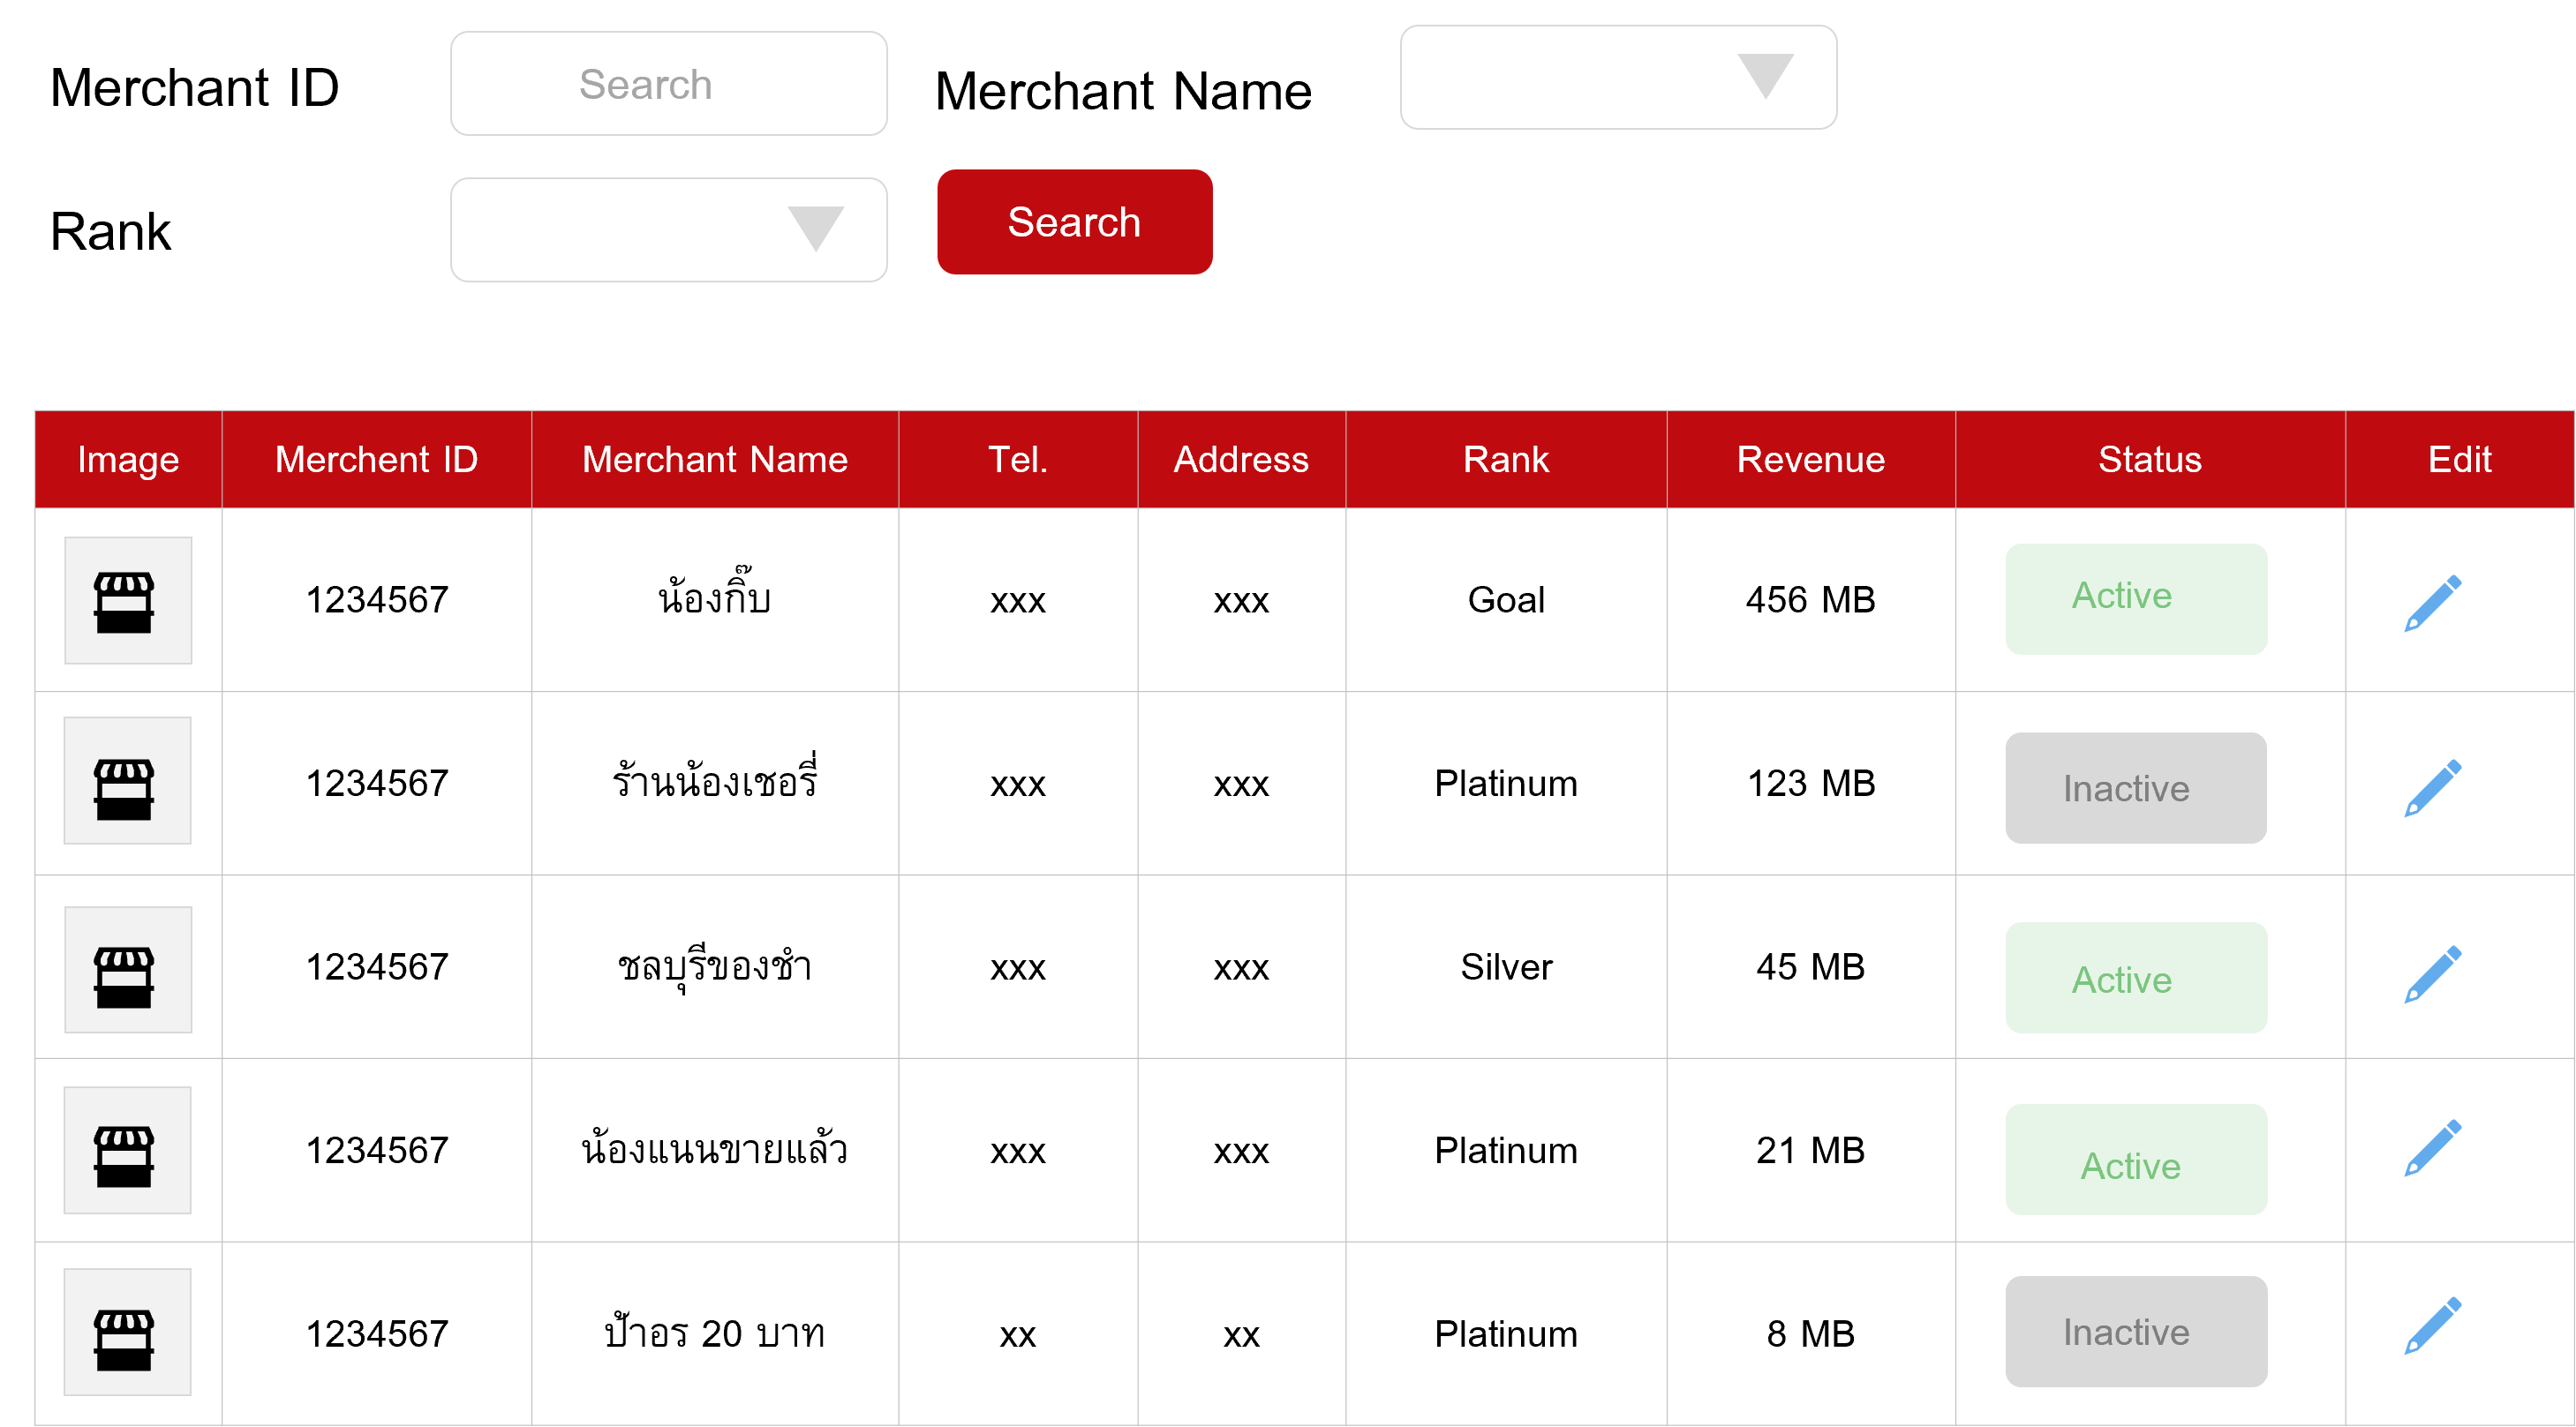 Merchant ID Search Merchant Name
Rank Search
Image Merchent ID Merchant Name Tel. Address Rank Revenue Status Edit
1234567 น้องกิ๊บ xxx xxx Goal 456 MB Active
1234567 ร้านน้องเชอรี่ xxx xxx Platinum 123 MB Inactive
1234567 ชลบุรีของชำ xxx xxx Silver 45 MB Active
1234567 น้องแนนขายแล้ว xxx xxx Platinum 21 MB Active
1234567 ป้าอร 20 บาท xx xx Platinum 8 MB Inactive